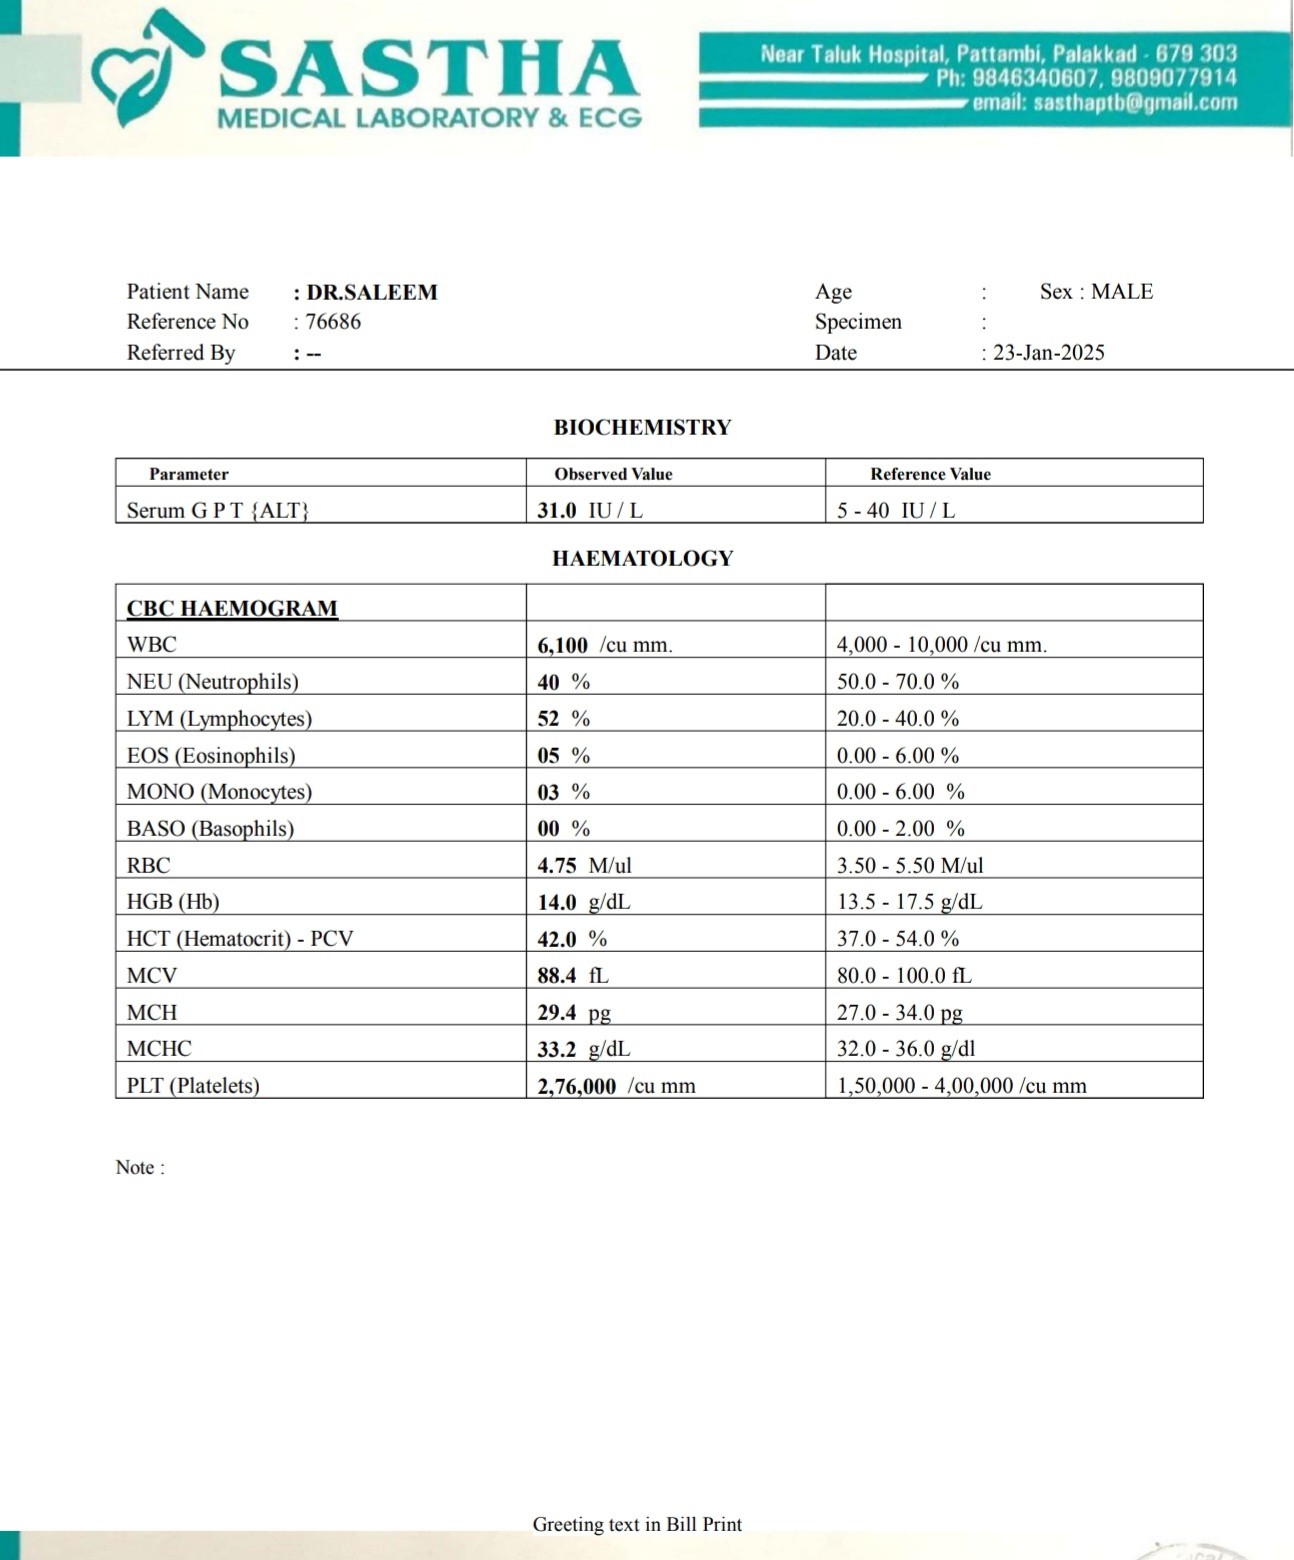 SASTHA
MEDICAL LABORATORY & ECG
Near Taluk Hospital, Pattambi, Palakkad - 679 303
Ph: 9846340607, 9809077914
email: sasthaptb@gmail.com
Patient Name : DR.SALEEM Age : Sex : MALE
Reference No : 76686 Specimen :
Referred By : -- Date : 23-Jan-2025
BIOCHEMISTRY
Parameter Observed Value Reference Value
Serum G P T {ALT} 31.0 IU / L 5 - 40 IU / L
HAEMATOLOGY
CBC HAEMOGRAM
WBC 6,100 /cu mm. 4,000 - 10,000 /cu mm.
NEU (Neutrophils) 40 % 50.0 - 70.0 %
LYM (Lymphocytes) 52 % 20.0 - 40.0 %
EOS (Eosinophils) 05 % 0.00 - 6.00 %
MONO (Monocytes) 03 % 0.00 - 6.00 %
BASO (Basophils) 00 % 0.00 - 2.00 %
RBC 4.75 M/ul 3.50 - 5.50 M/ul
HGB (Hb) 14.0 g/dL 13.5 - 17.5 g/dL
HCT (Hematocrit) - PCV 42.0 % 37.0 - 54.0 %
MCV 88.4 fL 80.0 - 100.0 fL
MCH 29.4 pg 27.0 - 34.0 pg
MCHC 33.2 g/dL 32.0 - 36.0 g/dl
PLT (Platelets) 2,76,000 /cu mm 1,50,000 - 4,00,000 /cu mm
Note :
Greeting text in Bill Print